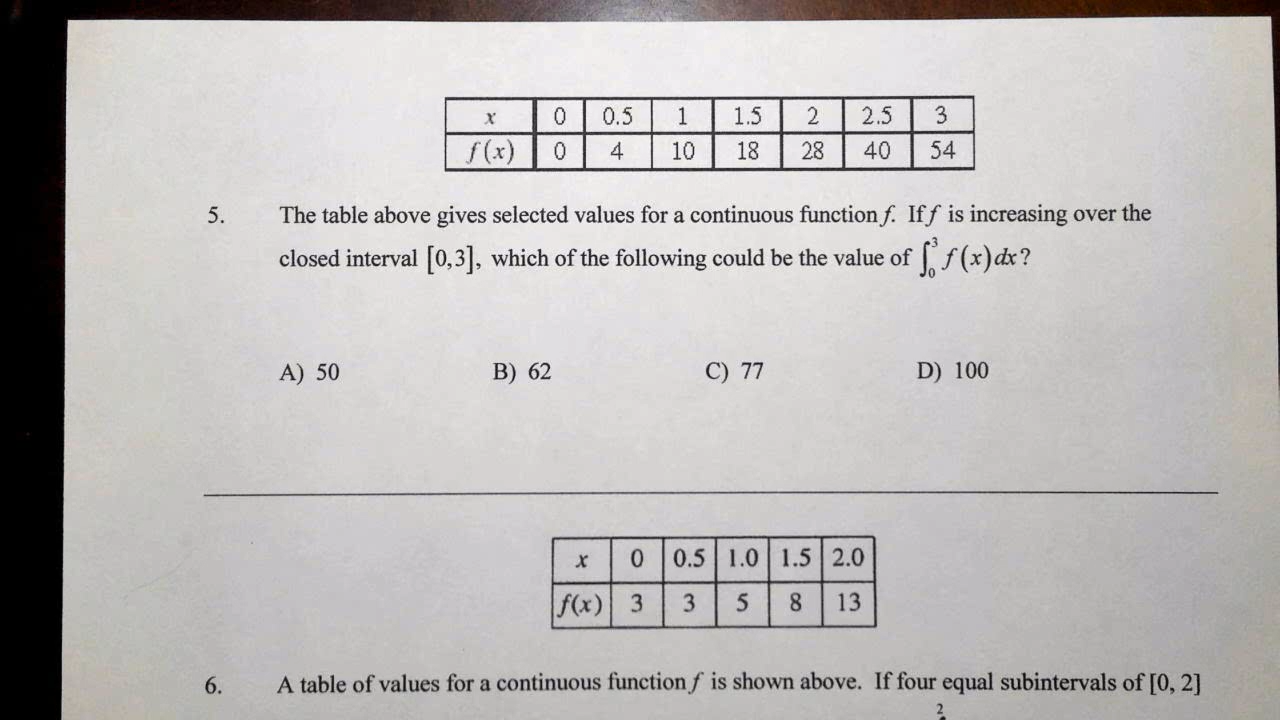 x 0 0.5 1 1.5 2 2.5 3
f(x) 0 4 10 18 28 40 54
5. The table above gives selected values for a continuous function f. If f is increasing over the
closed interval [0,3], which of the following could be the value of ∫₀³ f(x)dx?
A) 50 B) 62 C) 77 D) 100
x 0 0.5 1.0 1.5 2.0
f(x) 3 3 5 8 13
6. A table of values for a continuous function f is shown above. If four equal subintervals of [0, 2]
2